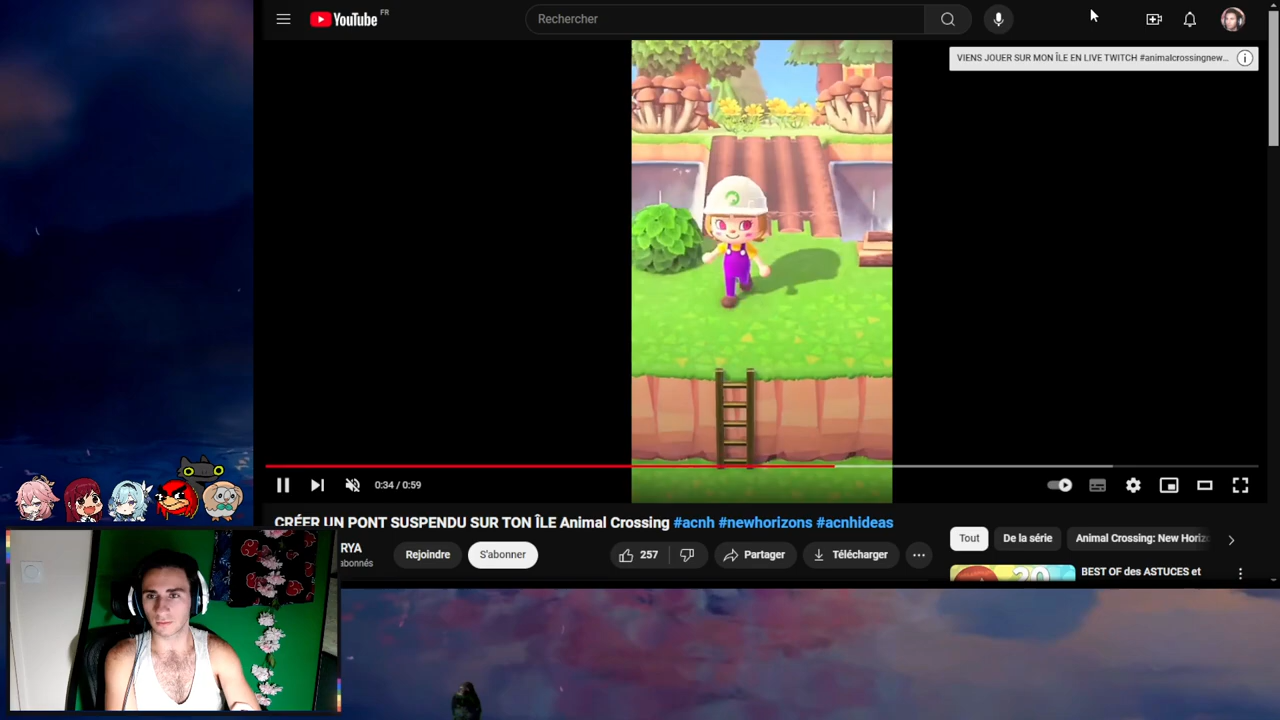 YouTube FR
Rechercher
VIENS JOUER SUR MON ÎLE EN LIVE TWITCH #animalcrossingnew...
0:34 / 0:59
CRÉER UN PONT SUSPENDU SUR TON ÎLE Animal Crossing #acnh #newhorizons #acnhideas
RYA
abonnés
Rejoindre
S'abonner
257
Partager
Télécharger
Tout
De la série
Animal Crossing: New Horizo
BEST OF des ASTUCES et